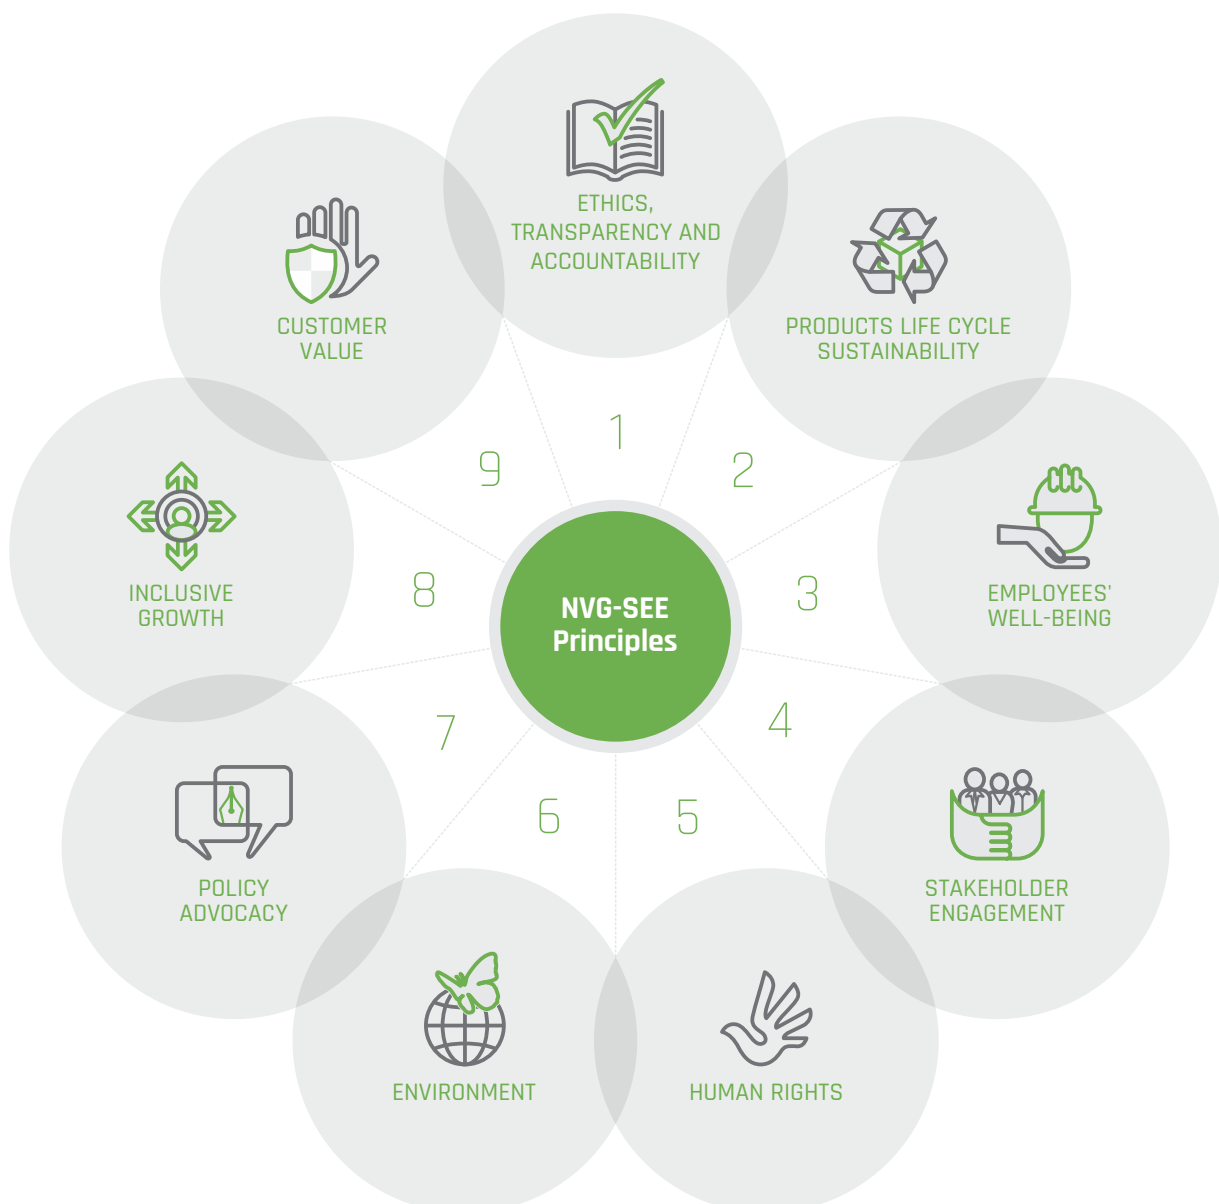 ETHICS,
TRANSPARENCY AND
ACCOUNTABILITY
PRODUCTS LIFE CYCLE
SUSTAINABILITY
EMPLOYEES'
WELL-BEING
STAKEHOLDER
ENGAGEMENT
HUMAN RIGHTS
ENVIRONMENT
POLICY
ADVOCACY
INCLUSIVE
GROWTH
CUSTOMER
VALUE
1
2
3
4
5
6
7
8
9
NVG-SEE
Principles